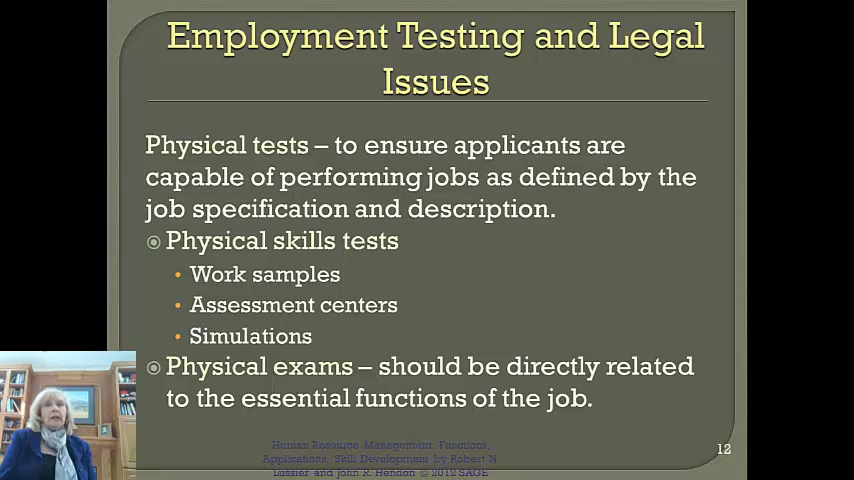 Employment Testing and Legal
Issues
Physical tests – to ensure applicants are
capable of performing jobs as defined by the
job specification and description.
Physical skills tests
Work samples
Assessment centers
Simulations
Physical exams – should be directly related
to the essential functions of the job.
Human Resource Management: Functions,
Applications, Skill Development by Robert N.
Lussier and John R. Hendon © 2012 SAGE
12